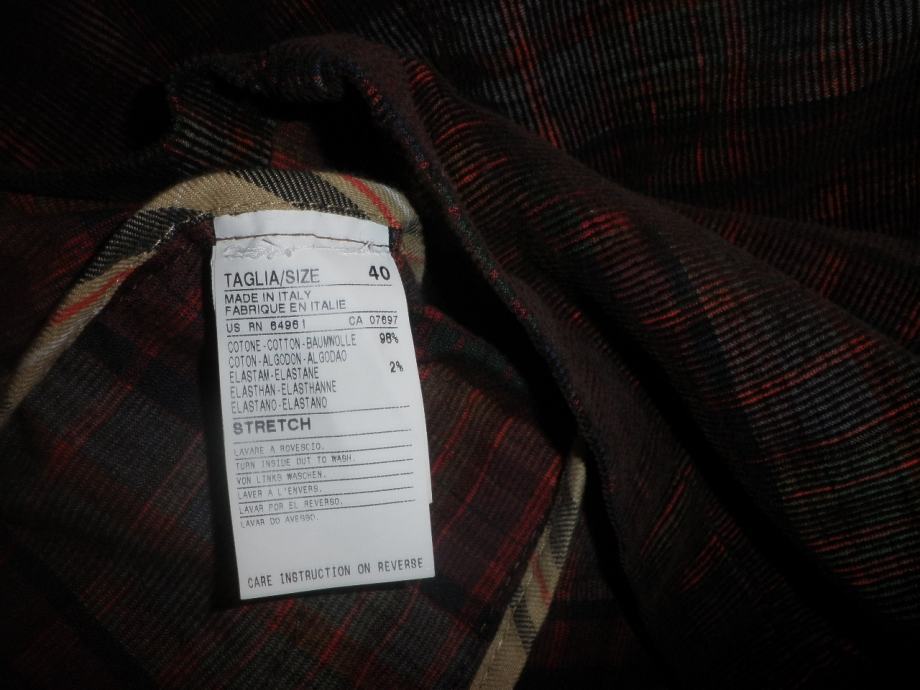 TAGLIA/SIZE 40
MADE IN ITALY
FABRIQUE EN ITALIE
US RN 64961 CA 07697
COTONE-COTTON-BAUMWOLLE 98%
COTON-ALGODON-ALGODAO
ELASTAM-ELASTANE 2%
ELASTHAN-ELASTHANNE
ELASTANO-ELASTANO
STRETCH
LAVARE A ROVESCIO.
TURN INSIDE OUT TO WASH.
VON LINKS WASCHEN.
LAVER A L'ENVERS.
LAVAR POR EL REVERSO.
LAVAR DO AVESSO.
CARE INSTRUCTION ON REVERSE